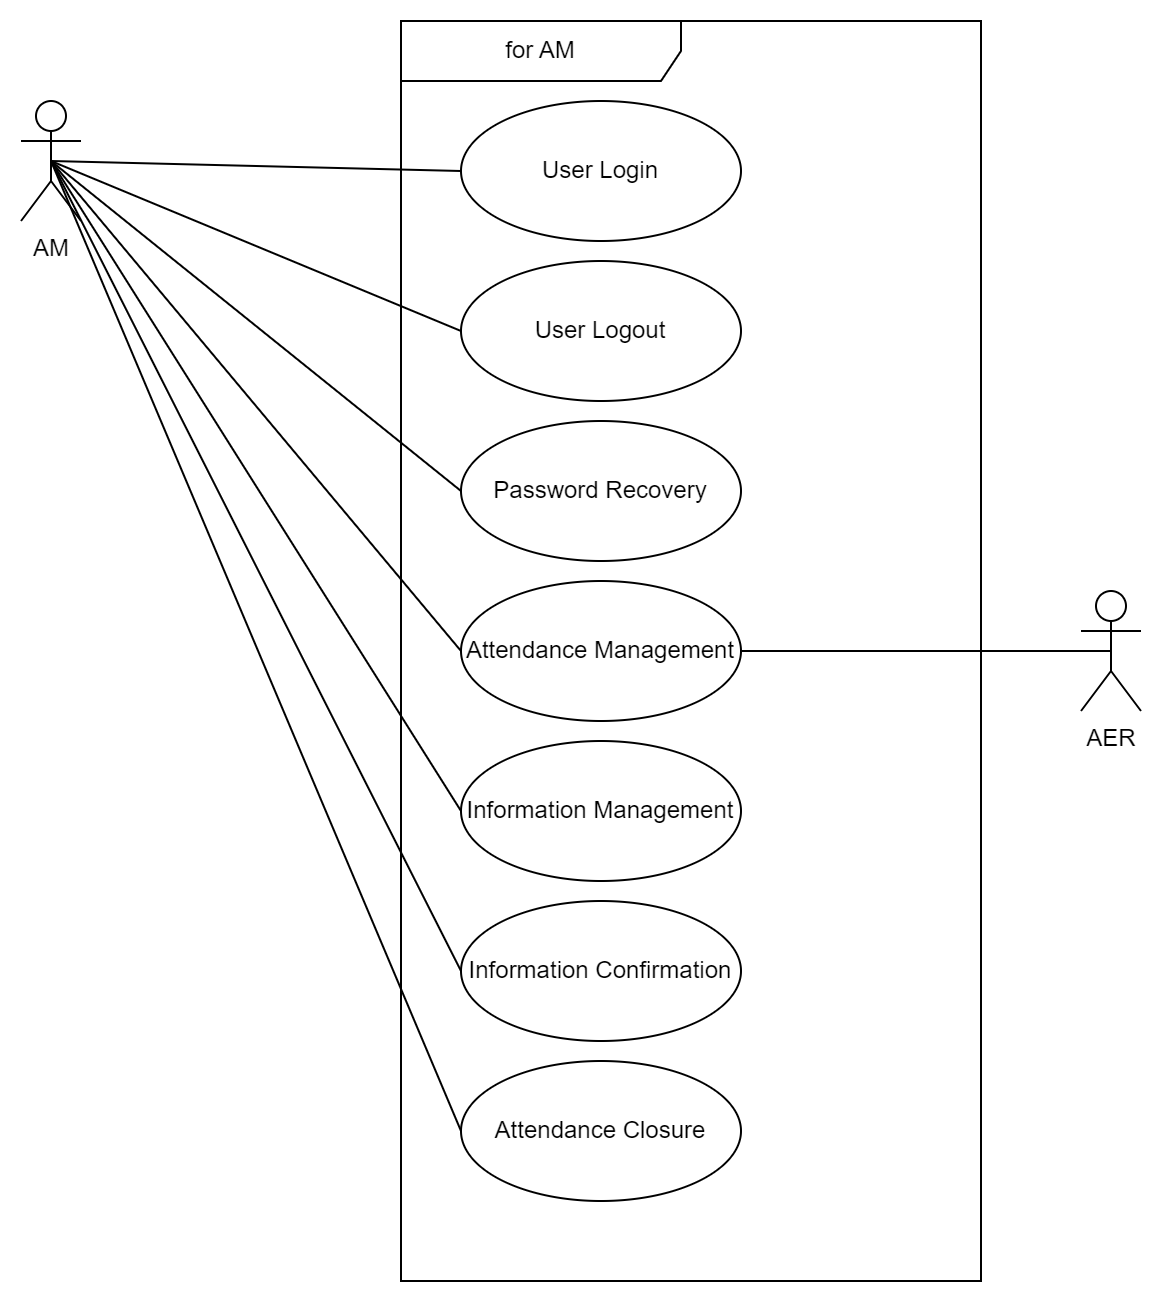 for AM
AM
User Login
User Logout
Password Recovery
Attendance Management
AER
Information Management
Information Confirmation
Attendance Closure